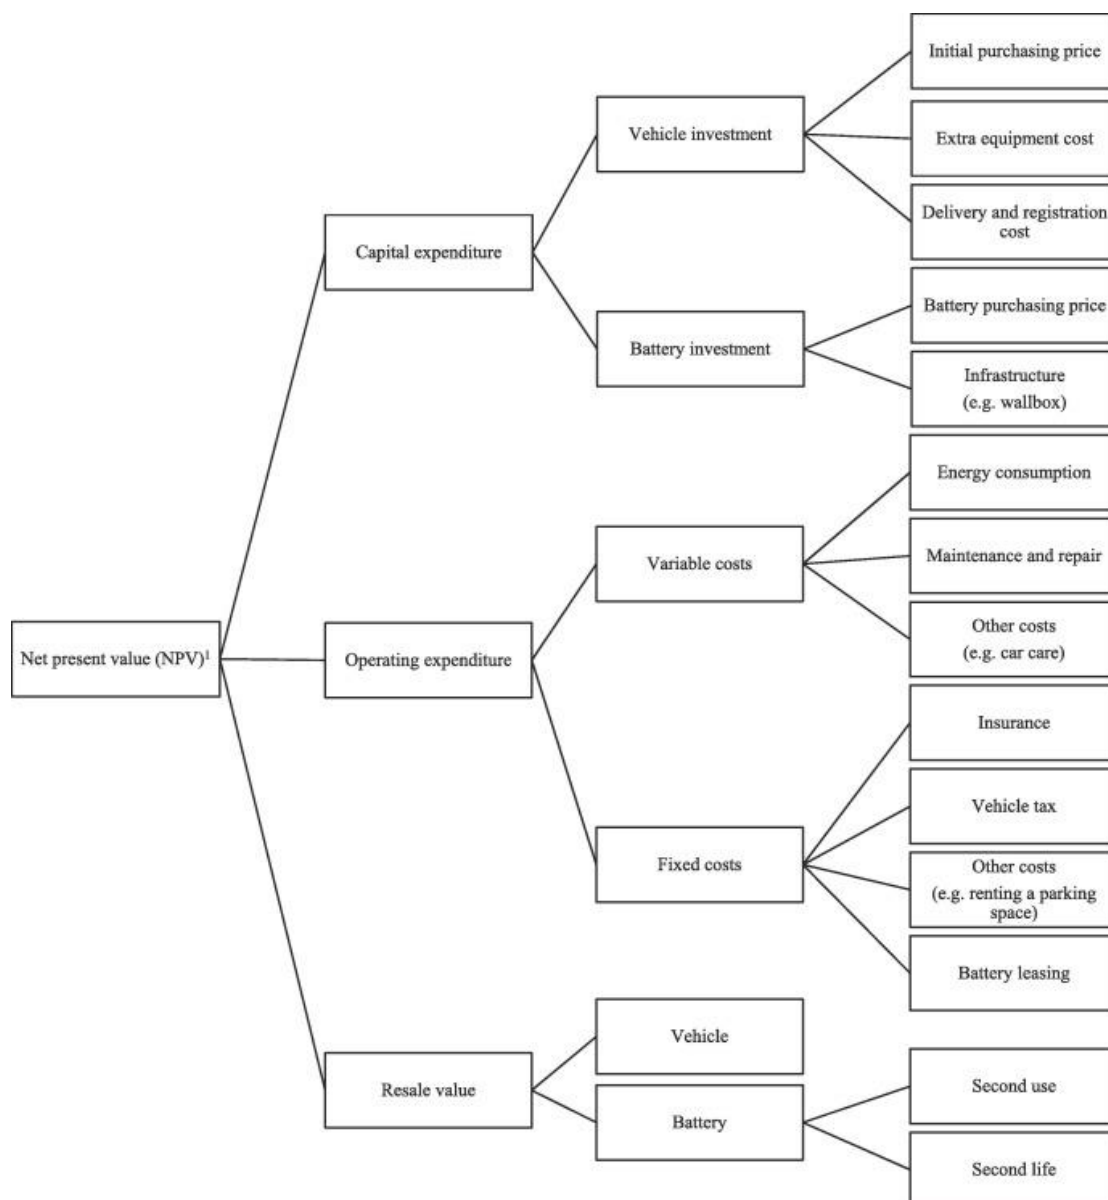 Initial purchasing price
Vehicle investment
Extra equipment cost
Delivery and registration
cost
Capital expenditure
Battery purchasing price
Battery investment
Infrastructure
(e.g. wallbox)
Energy consumption
Variable costs
Maintenance and repair
Other costs
(e.g. car care)
Net present value (NPV)¹
Operating expenditure
Insurance
Vehicle tax
Fixed costs
Other costs
(e.g. renting a parking
space)
Battery leasing
Vehicle
Resale value
Second use
Battery
Second life